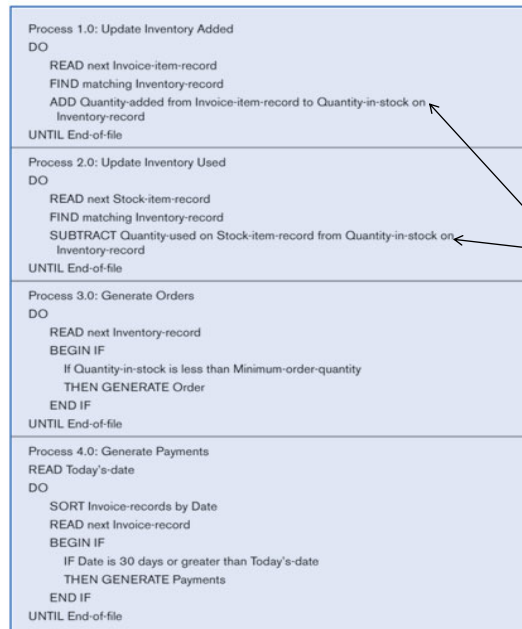 Process 1.0: Update Inventory Added
DO
READ next Invoice-item-record
FIND matching Inventory-record
ADD Quantity-added from Invoice-item-record to Quantity-in-stock on
Inventory-record
UNTIL End-of-file
Process 2.0: Update Inventory Used
DO
READ next Stock-item-record
FIND matching Inventory-record
SUBTRACT Quantity-used on Stock-item-record from Quantity-in-stock on
Inventory-record
UNTIL End-of-file
Process 3.0: Generate Orders
DO
READ next Inventory-record
BEGIN IF
If Quantity-in-stock is less than Minimum-order-quantity
THEN GENERATE Order
END IF
UNTIL End-of-file
Process 4.0: Generate Payments
READ Today's-date
DO
SORT Invoice-records by Date
READ next Invoice-record
BEGIN IF
IF Date is 30 days or greater than Today's-date
THEN GENERATE Payments
END IF
UNTIL End-of-file